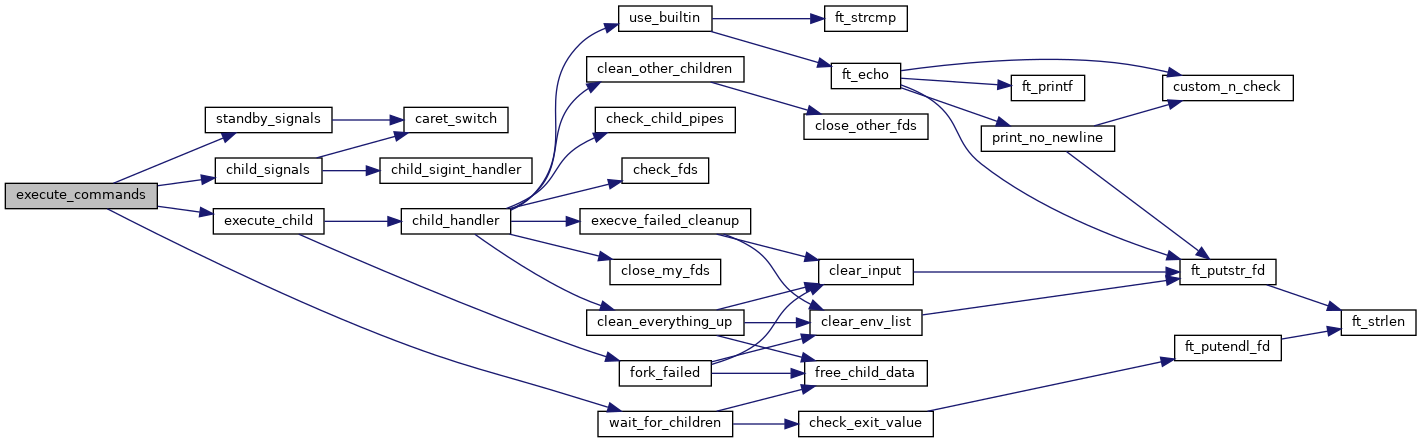 use_builtin
ft_strcmp
clean_other_children
ft_echo
ft_printf
custom_n_check
standby_signals
caret_switch
check_child_pipes
close_other_fds
print_no_newline
child_signals
child_sigint_handler
check_fds
execute_commands
execute_child
child_handler
execve_failed_cleanup
close_my_fds
clear_input
ft_putstr_fd
clean_everything_up
clear_env_list
ft_strlen
ft_putendl_fd
fork_failed
free_child_data
wait_for_children
check_exit_value